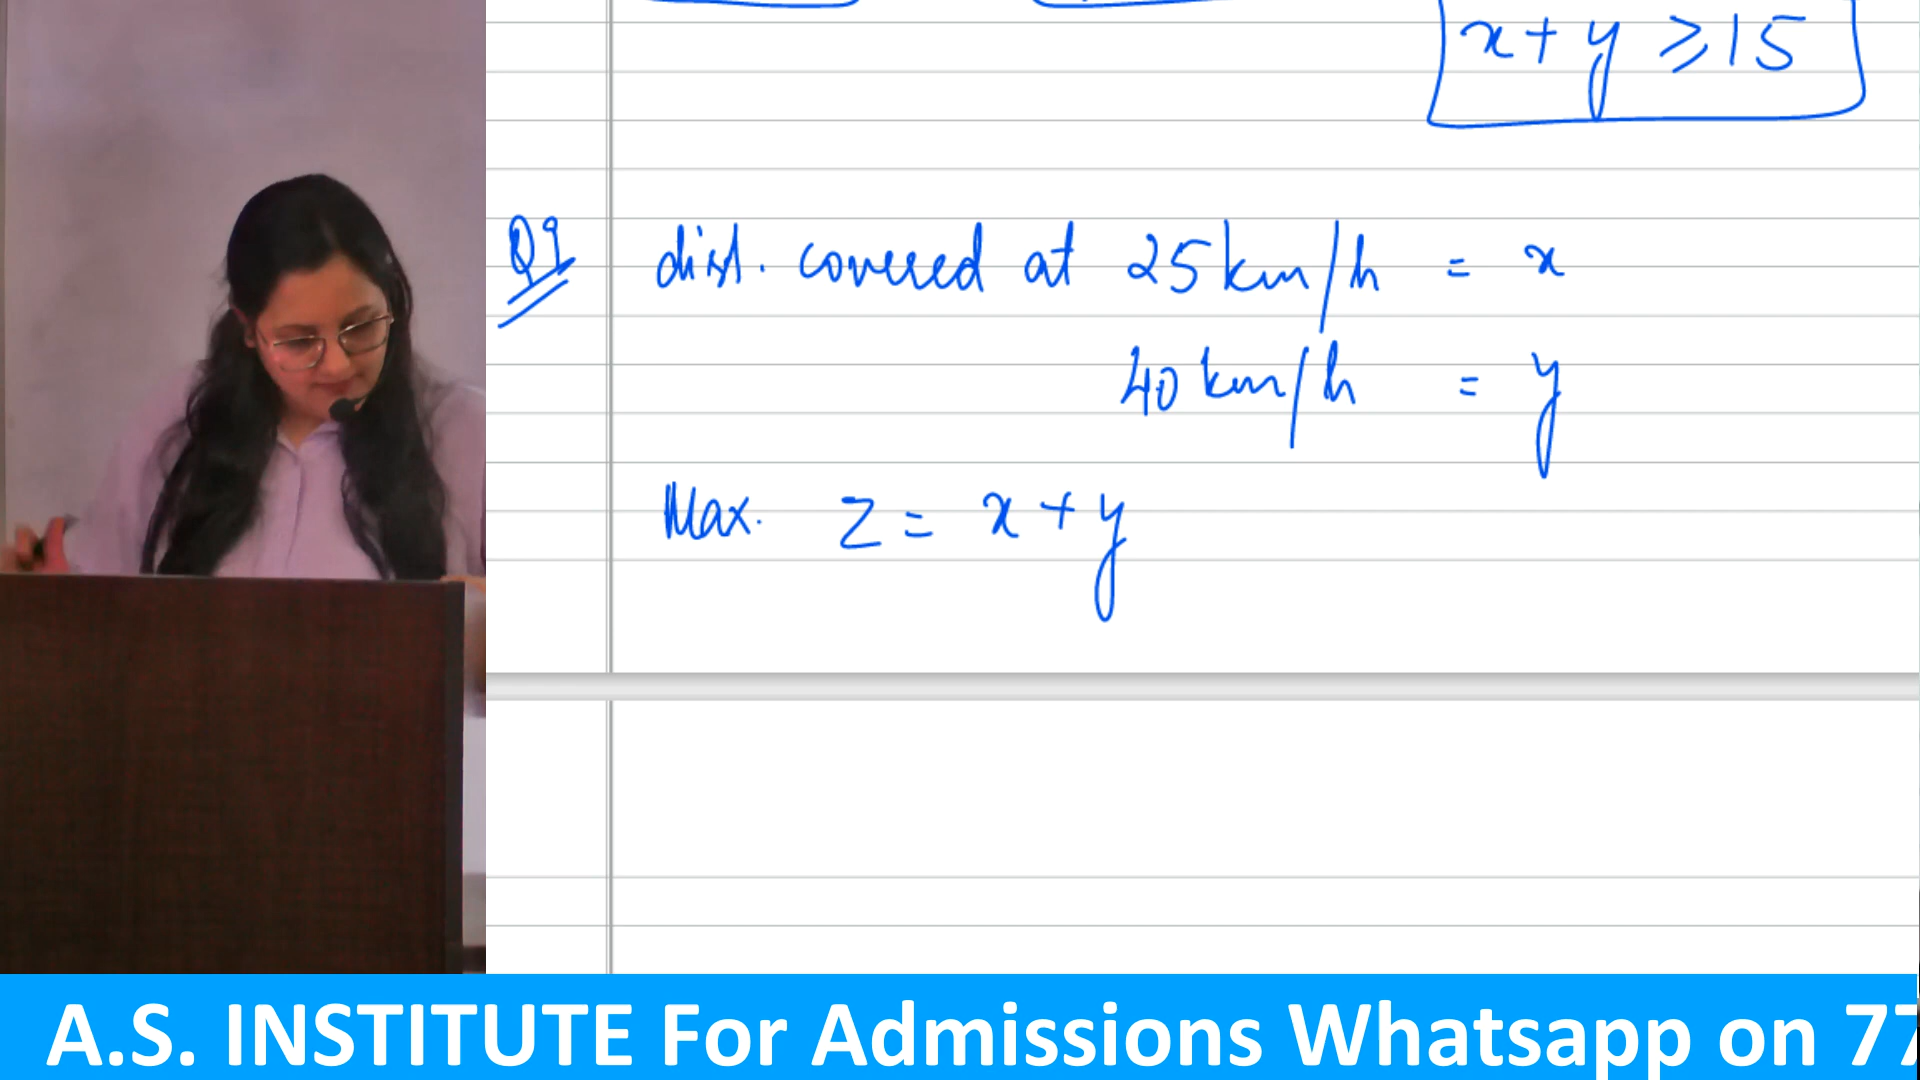 x + y ⩾ 15
Q9 dist. covered at 25 km/h = x
40 km/h = y
Max. Z = x + y
A.S. INSTITUTE For Admissions Whatsapp on 77